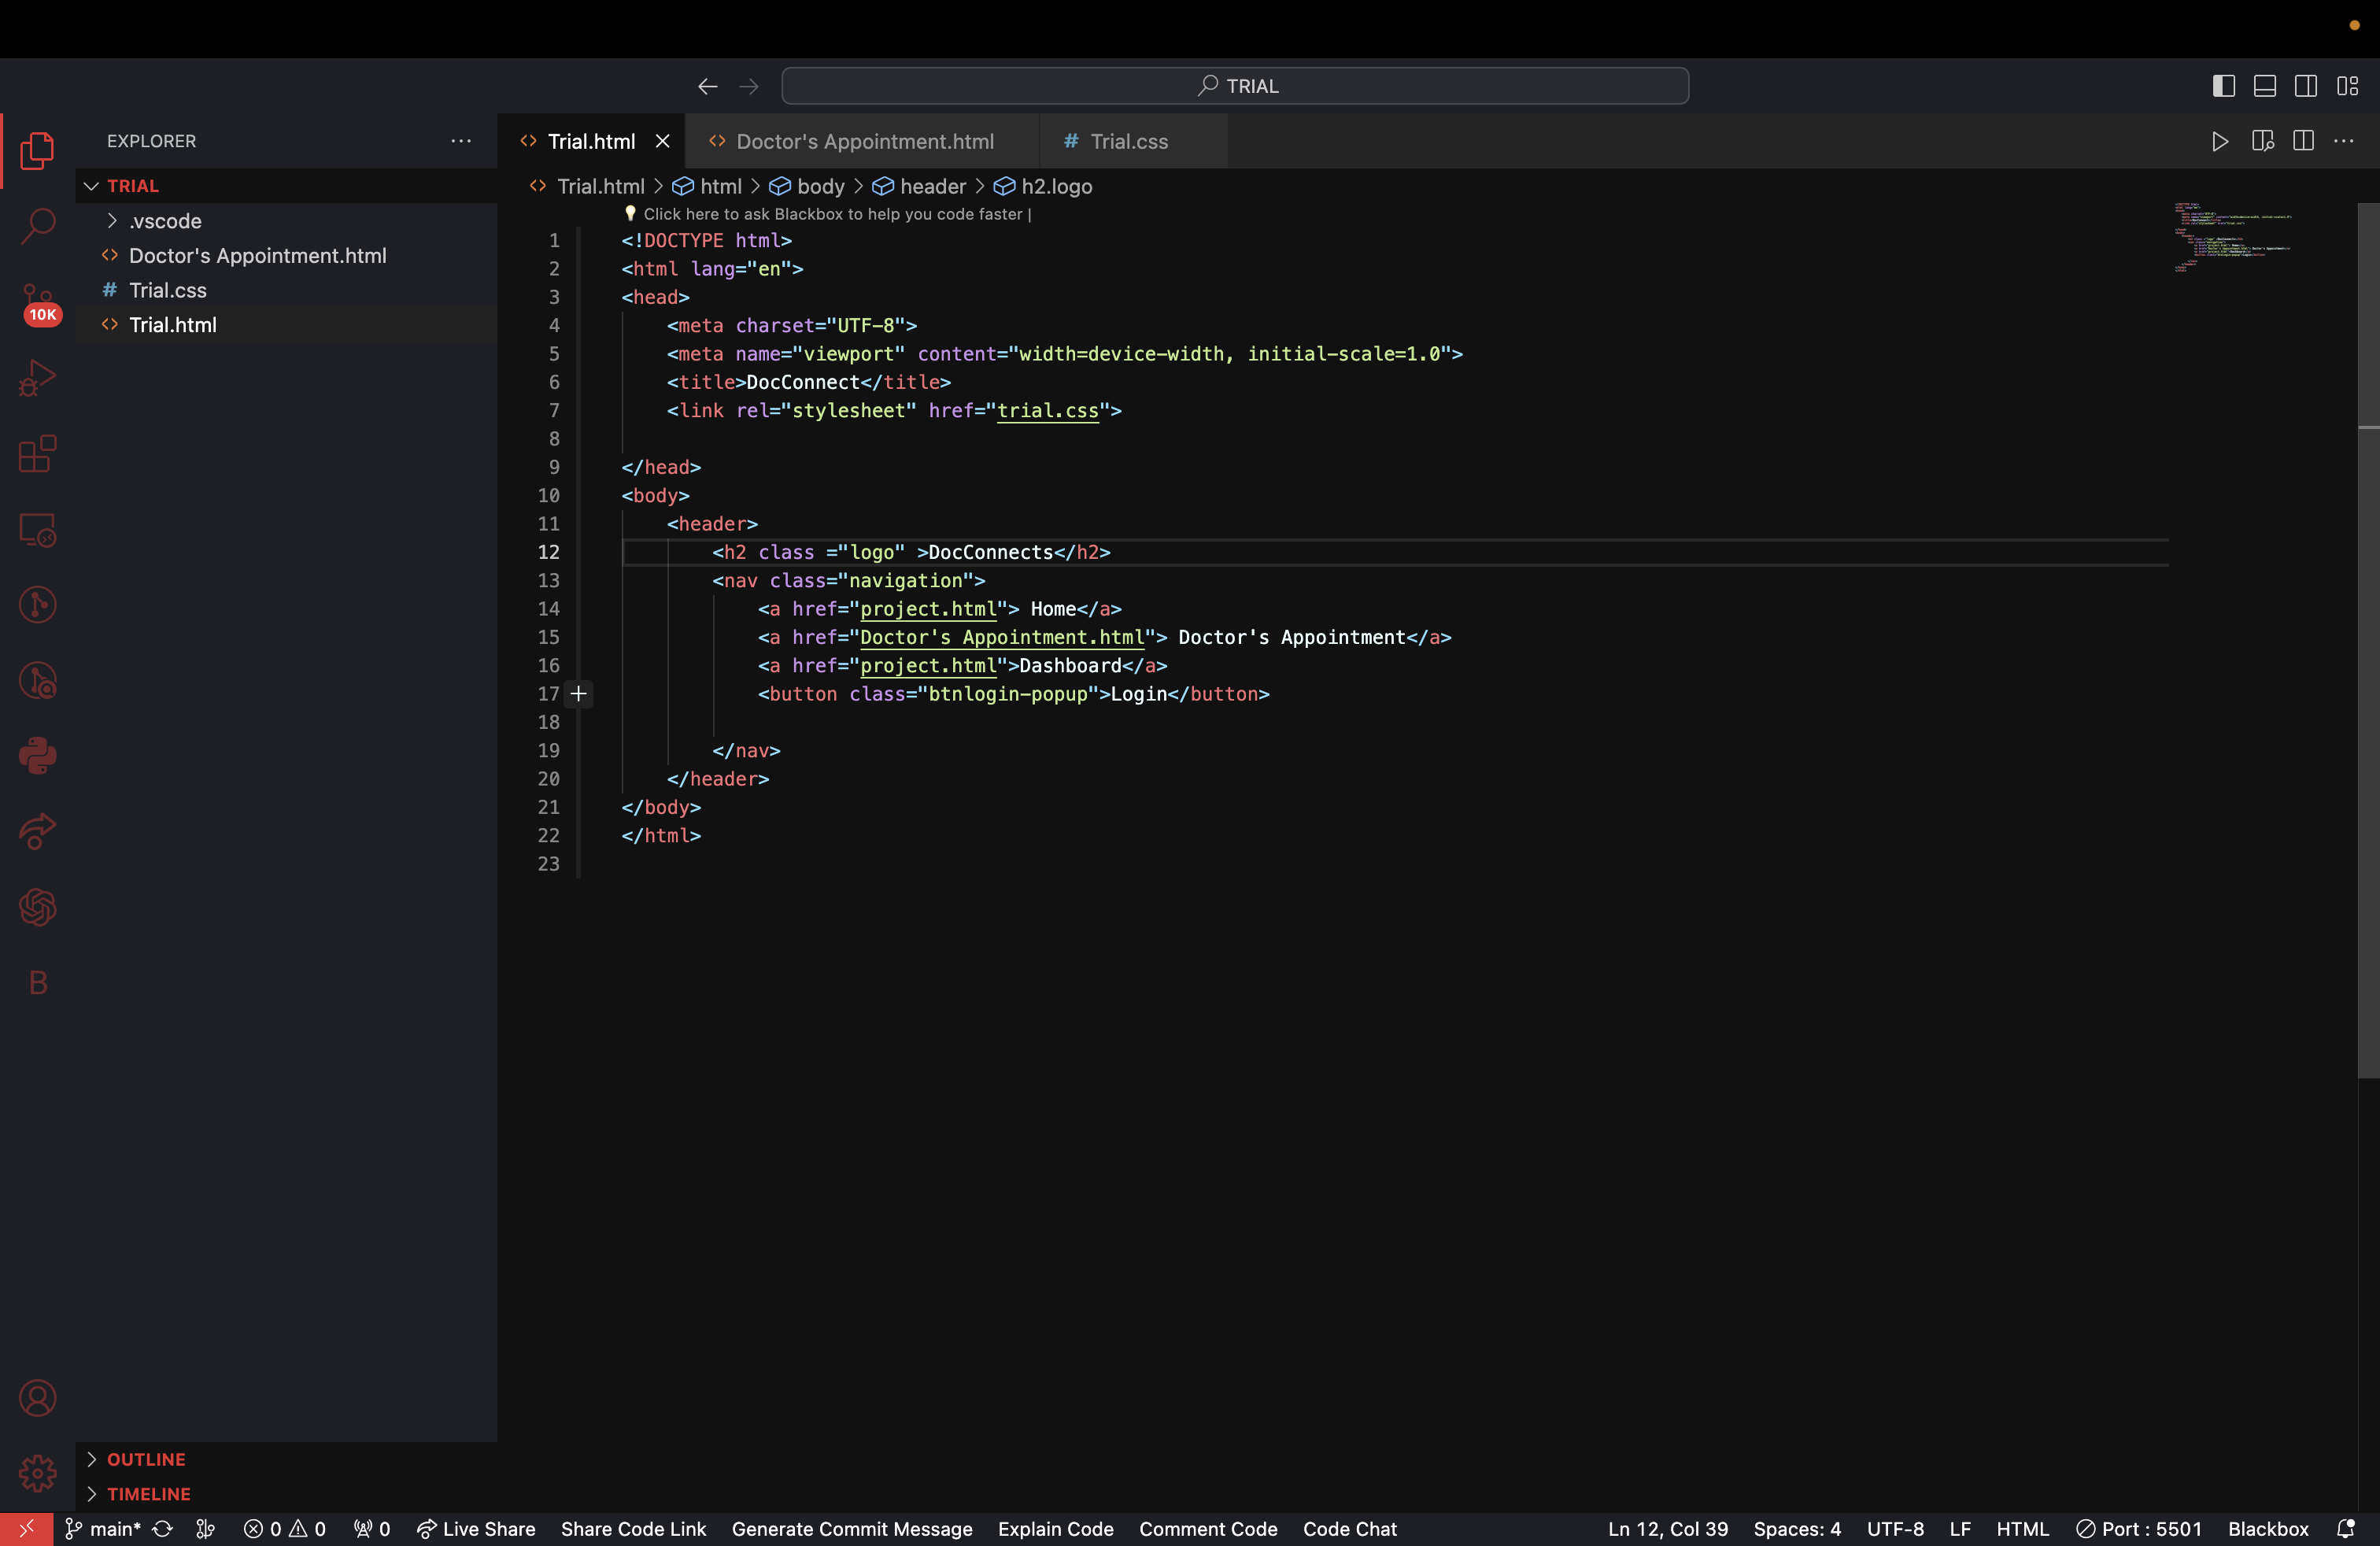 TRIAL
EXPLORER
TRIAL
.vscode
Doctor's Appointment.html
# Trial.css
Trial.html
10K
B
OUTLINE
TIMELINE
Trial.html
Doctor's Appointment.html
# Trial.css
Trial.html > html > body > header > h2.logo
Click here to ask Blackbox to help you code faster |
1 <!DOCTYPE html>
2 <html lang="en">
3 <head>
4 <meta charset="UTF-8">
5 <meta name="viewport" content="width=device-width, initial-scale=1.0">
6 <title>DocConnect</title>
7 <link rel="stylesheet" href="trial.css">
8
9 </head>
10 <body>
11 <header>
12 <h2 class ="logo" >DocConnects</h2>
13 <nav class="navigation">
14 <a href="project.html"> Home</a>
15 <a href="Doctor's Appointment.html"> Doctor's Appointment</a>
16 <a href="project.html">Dashboard</a>
17 <button class="btnlogin-popup">Login</button>
18
19 </nav>
20 </header>
21 </body>
22 </html>
23
main* 0 0 0 Live Share Share Code Link Generate Commit Message Explain Code Comment Code Code Chat Ln 12, Col 39 Spaces: 4 UTF-8 LF HTML Port : 5501 Blackbox